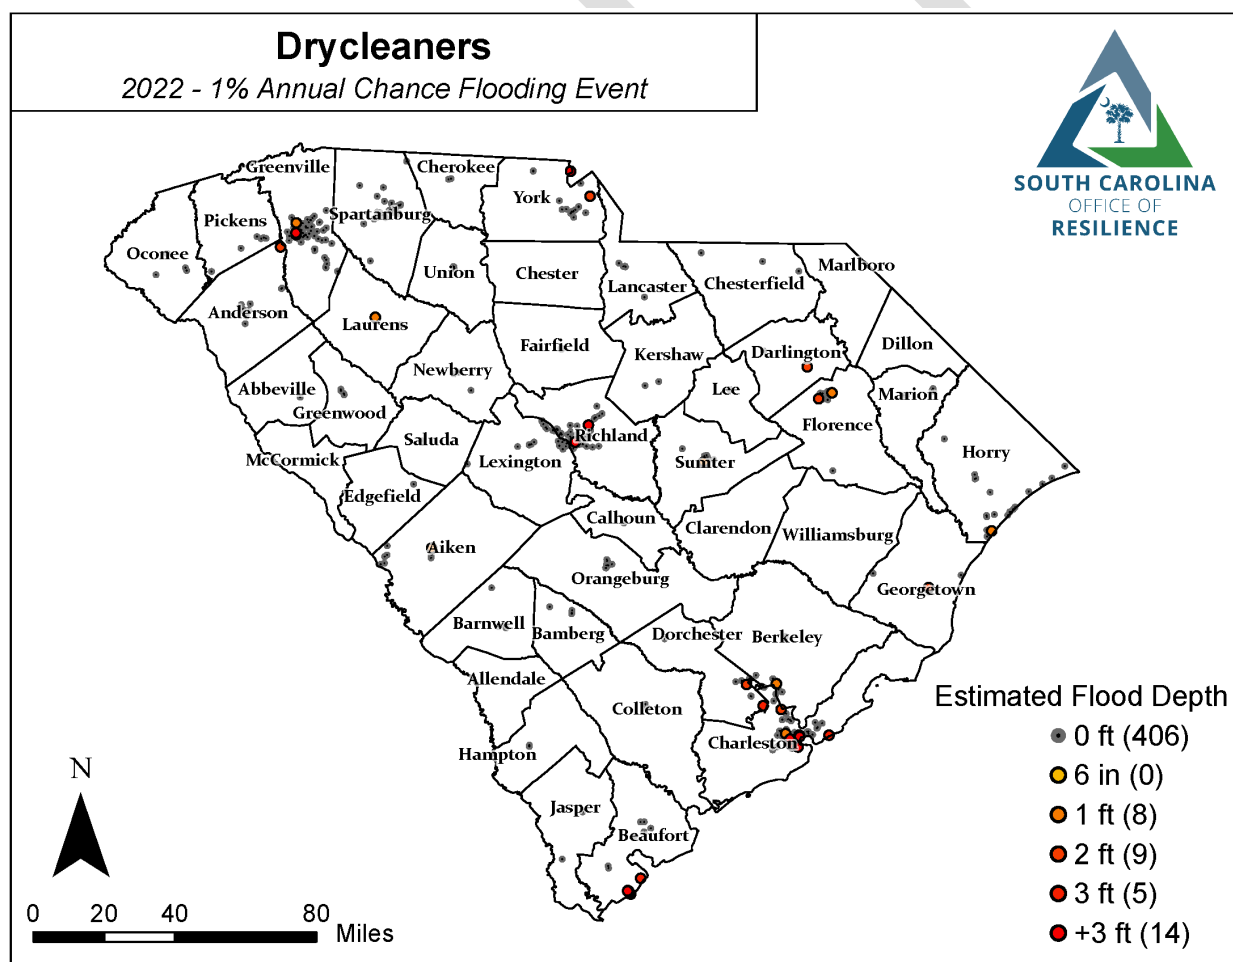 Drycleaners
2022 - 1% Annual Chance Flooding Event
SOUTH CAROLINA
OFFICE OF
RESILIENCE
Greenville
Cherokee
York
Pickens
Spartanburg
Oconee
Union
Chester
Lancaster
Chesterfield
Marlboro
Anderson
Laurens
Fairfield
Kershaw
Darlington
Dillon
Abbeville
Greenwood
Newberry
Lee
Marion
Saluda
Richland
Florence
McCormick
Lexington
Sumter
Horry
Edgefield
Calhoun
Clarendon
Williamsburg
Aiken
Orangeburg
Georgetown
Barnwell
Bamberg
Dorchester
Berkeley
Allendale
Colleton
Hampton
Charleston
Jasper
Beaufort
Estimated Flood Depth
0 ft (406)
6 in (0)
1 ft (8)
2 ft (9)
3 ft (5)
+3 ft (14)
N
0 20 40 80
Miles